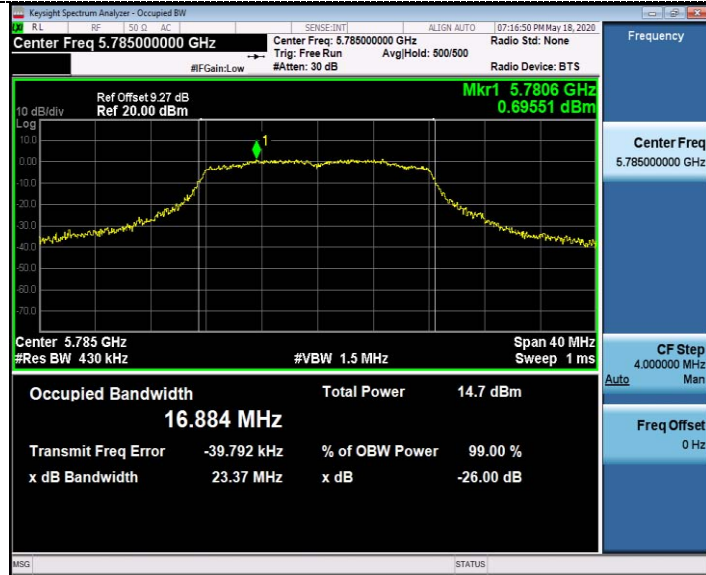 Keysight Spectrum Analyzer - Occupied BW
RL RF 50 Ω AC SENSE:INT ALIGN AUTO 07:16:50 PM May 18, 2020
Center Freq 5.785000000 GHz
Center Freq: 5.785000000 GHz
Radio Std: None
Trig: Free Run Avg|Hold: 500/500
#IFGain:Low #Atten: 30 dB Radio Device: BTS
Mkr1 5.7806 GHz
0.69551 dBm
Ref Offset 9.27 dB
10 dB/div Ref 20.00 dBm
Log
10.0
0.00
-10.0
-20.0
-30.0
-40.0
-50.0
-60.0
-70.0
1
Center 5.785 GHz Span 40 MHz
#Res BW 430 kHz #VBW 1.5 MHz Sweep 1 ms
Occupied Bandwidth Total Power 14.7 dBm
16.884 MHz
Transmit Freq Error -39.792 kHz % of OBW Power 99.00 %
x dB Bandwidth 23.37 MHz x dB -26.00 dB
MSG STATUS
Frequency
Center Freq
5.785000000 GHz
CF Step
4.000000 MHz
Auto Man
Freq Offset
0 Hz